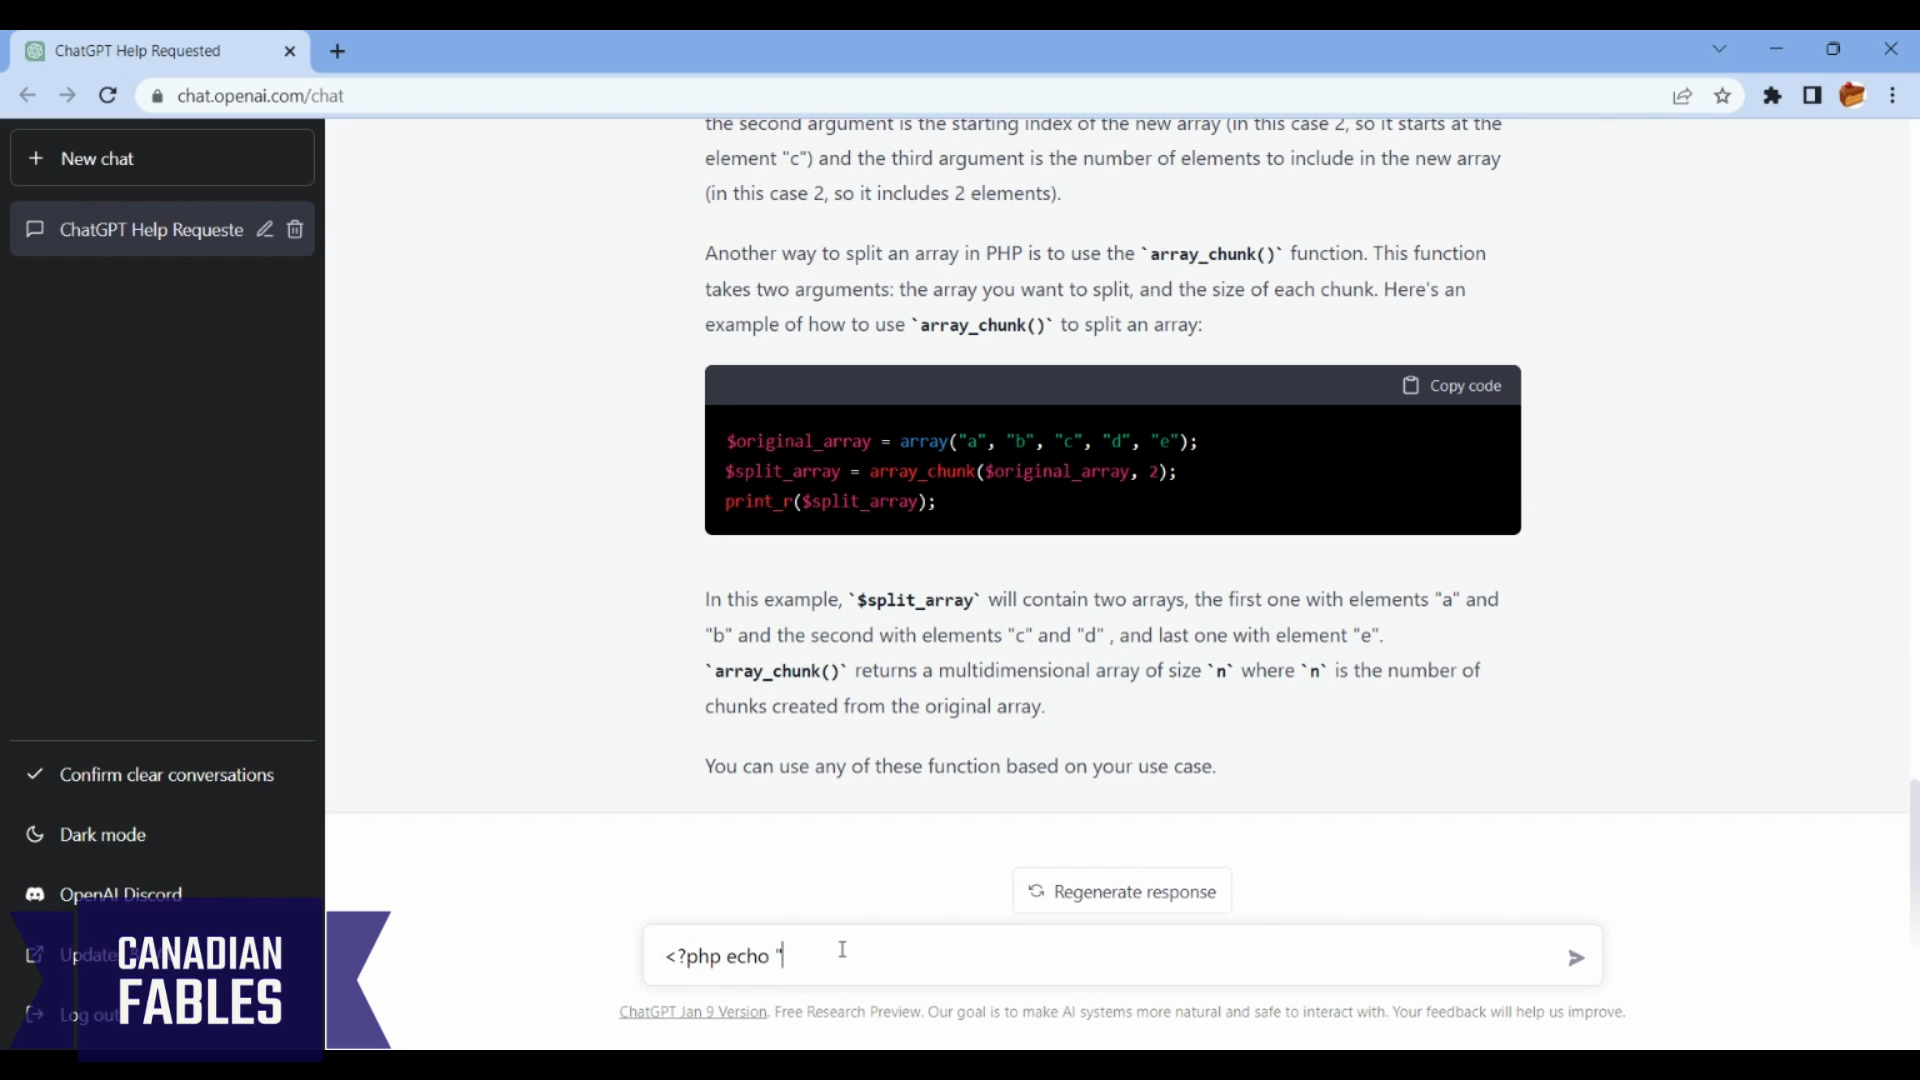 ChatGPT Help Requested
chat.openai.com/chat
New chat
ChatGPT Help Requeste
Confirm clear conversations
Dark mode
OpenAI Discord
Log out
CANADIAN
FABLES
the second argument is the starting index of the new array (in this case 2, so it starts at the
element "c") and the third argument is the number of elements to include in the new array
(in this case 2, so it includes 2 elements).
Another way to split an array in PHP is to use the `array_chunk()` function. This function
takes two arguments: the array you want to split, and the size of each chunk. Here's an
example of how to use `array_chunk()` to split an array:
Copy code
$original_array = array("a", "b", "c", "d", "e");
$split_array = array_chunk($original_array, 2);
print_r($split_array);
In this example, `$split_array` will contain two arrays, the first one with elements "a" and
"b" and the second with elements "c" and "d" , and last one with element "e".
`array_chunk()` returns a multidimensional array of size `n` where `n` is the number of
chunks created from the original array.
You can use any of these function based on your use case.
Regenerate response
<?php echo "
ChatGPT Jan 9 Version. Free Research Preview. Our goal is to make AI systems more natural and safe to interact with. Your feedback will help us improve.